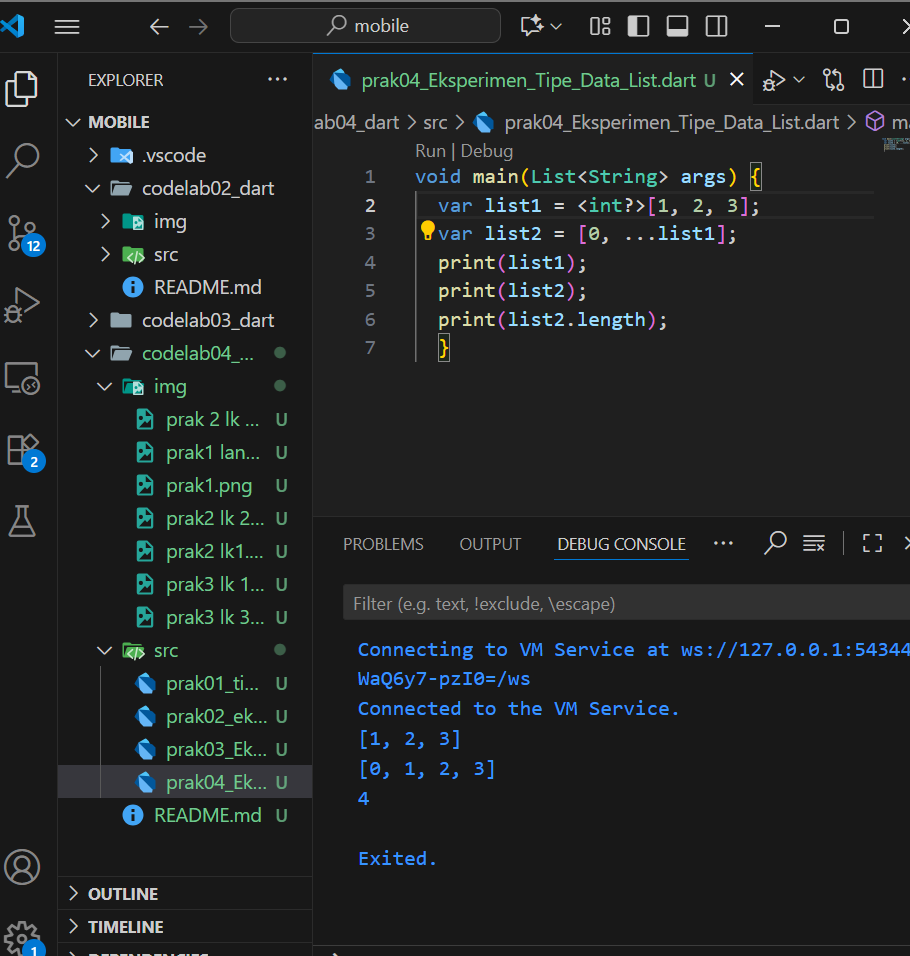 mobile
EXPLORER
MOBILE
.vscode
codelab02_dart
img
src
README.md
codelab03_dart
codelab04_...
img
prak 2 lk ... U
prak1 lan... U
prak1.png U
prak2 lk 2... U
prak2 lk1.... U
prak3 lk 1... U
prak3 lk 3... U
src
prak01_ti... U
prak02_ek... U
prak03_Ek... U
prak04_Ek... U
README.md U
OUTLINE
TIMELINE
12
2
1
prak04_Eksperimen_Tipe_Data_List.dart U
ab04_dart > src > prak04_Eksperimen_Tipe_Data_List.dart >
Run | Debug
1 void main(List<String> args) {
2 var list1 = <int?>[1, 2, 3];
3 var list2 = [0, ...list1];
4 print(list1);
5 print(list2);
6 print(list2.length);
7 }
PROBLEMS OUTPUT DEBUG CONSOLE
Filter (e.g. text, !exclude, \escape)
Connecting to VM Service at ws://127.0.0.1:54344
WaQ6y7-pzI0=/ws
Connected to the VM Service.
[1, 2, 3]
[0, 1, 2, 3]
4
Exited.